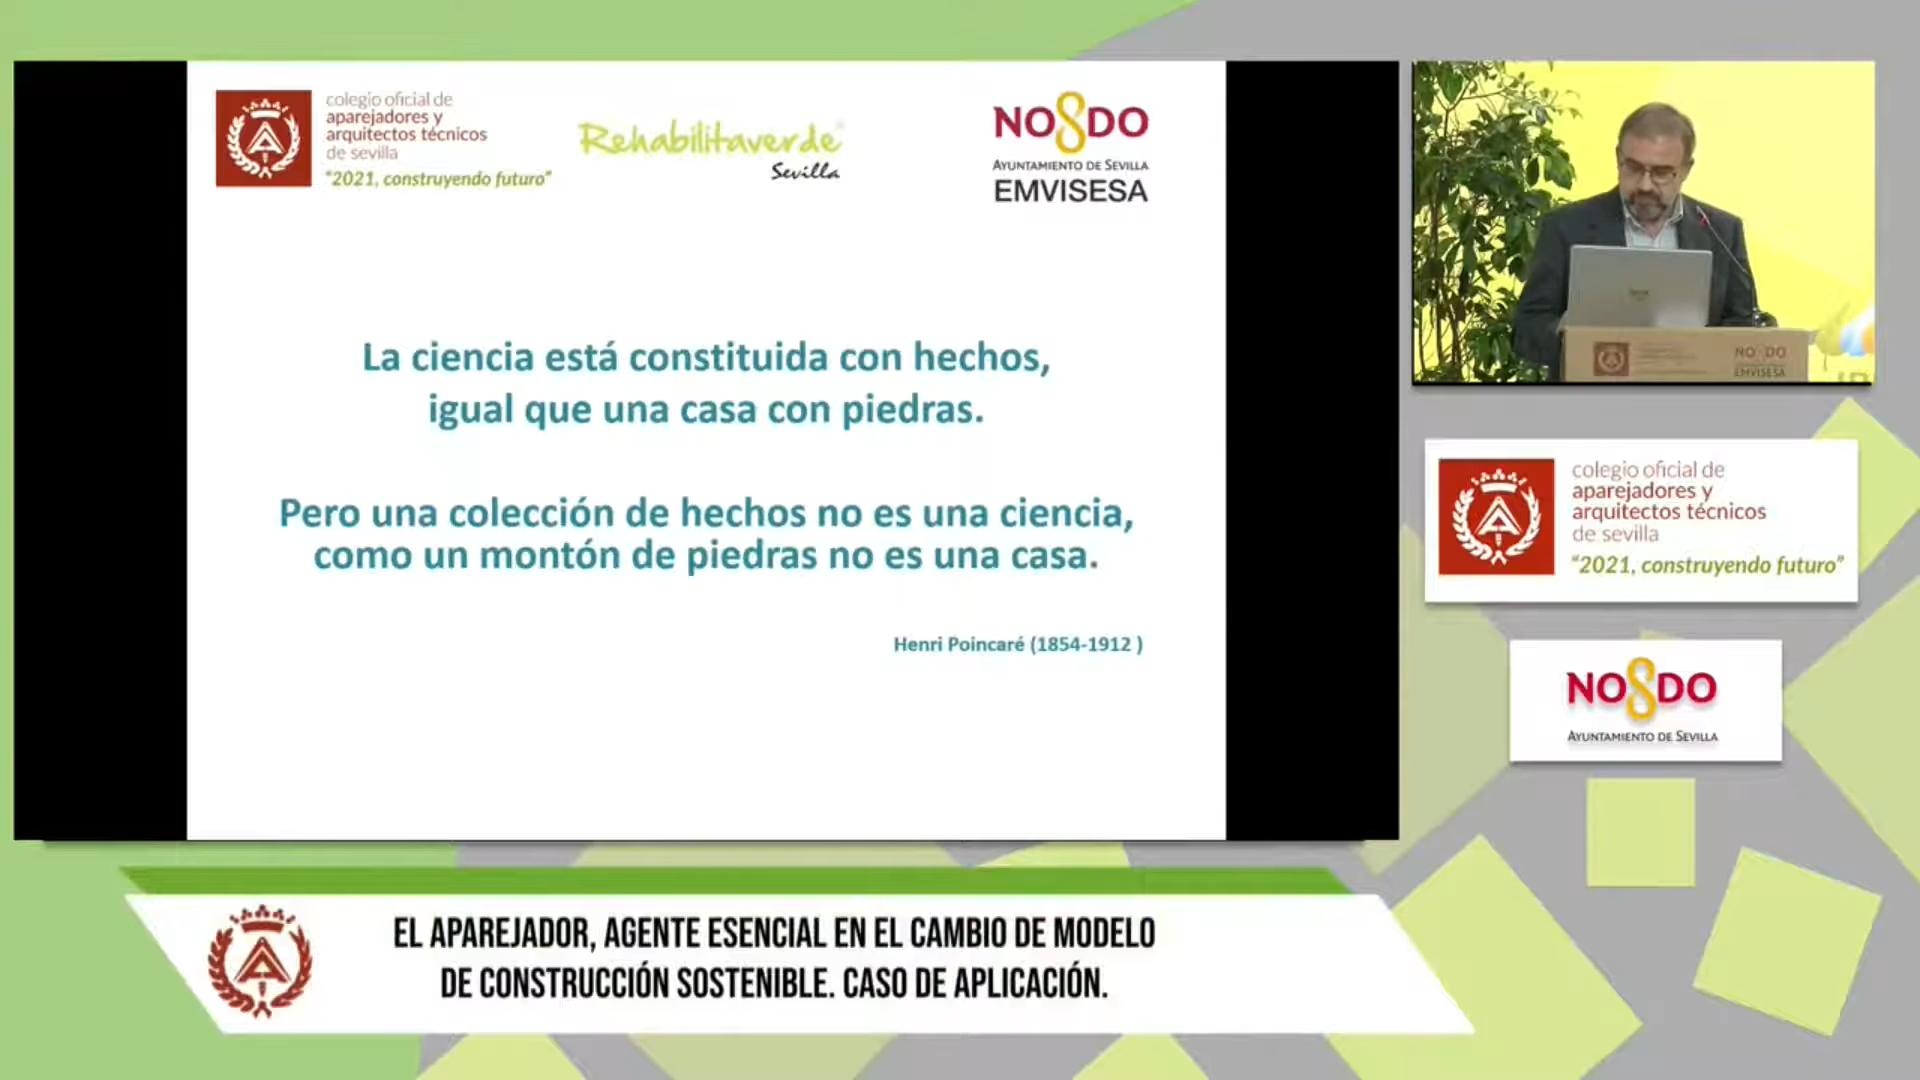 colegio oficial de
aparejadores y
arquitectos técnicos
de sevilla
"2021, construyendo futuro"
Rehabilitaverde
Sevilla
NO8DO
AYUNTAMIENTO DE SEVILLA
EMVISESA
La ciencia está constituida con hechos,
igual que una casa con piedras.
Pero una colección de hechos no es una ciencia,
como un montón de piedras no es una casa.
Henri Poincaré (1854-1912 )
NO8DO
EMVISESA
colegio oficial de
aparejadores y
arquitectos técnicos
de sevilla
"2021, construyendo futuro"
NO8DO
AYUNTAMIENTO DE SEVILLA
EL APAREJADOR, AGENTE ESENCIAL EN EL CAMBIO DE MODELO
DE CONSTRUCCIÓN SOSTENIBLE. CASO DE APLICACIÓN.